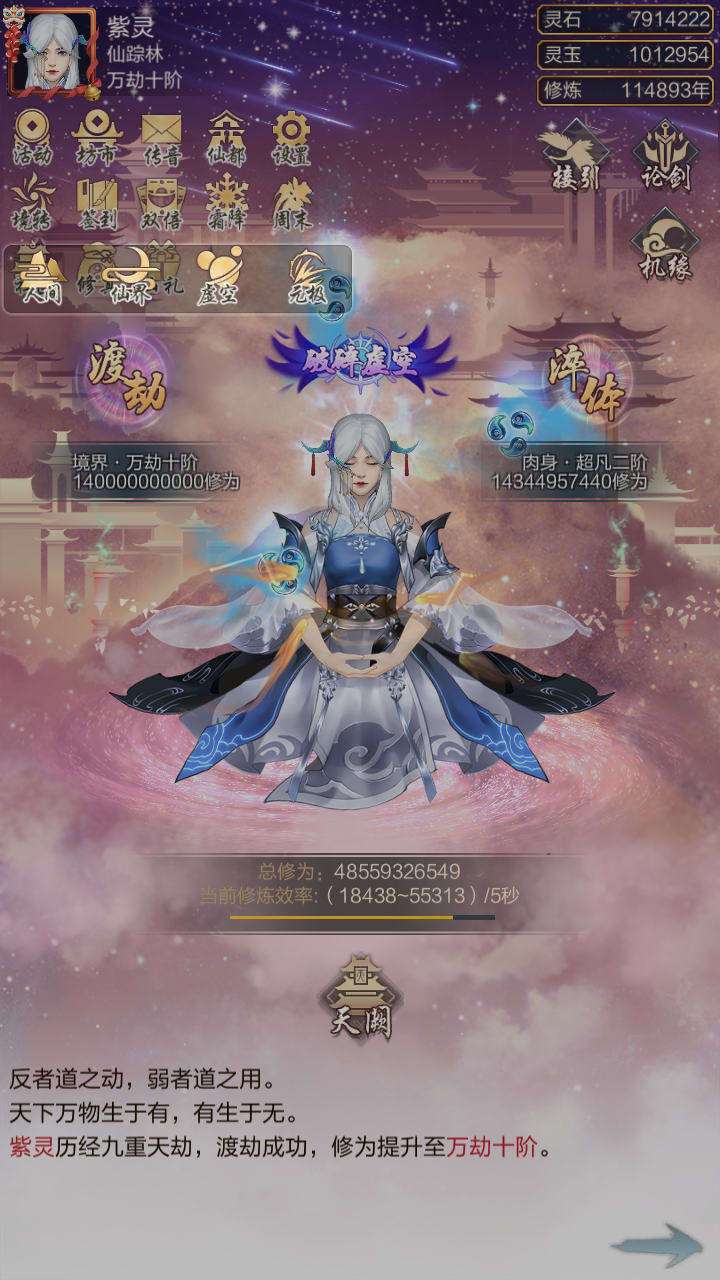 紫灵
仙踪林
万劫十阶
灵石 7914222
灵玉 1012954
修炼 114893年
活动 坊市 传音 仙都 设置
境转 签到 双倍 霜降 周末
接引 论剑
机缘
人间 仙界 虚空 无极
修 礼
渡劫
破碎虚空
淬体
境界·万劫十阶
140000000000修为
肉身·超凡二阶
14344957440修为
总修为：48559326549
当前修炼效率:（18438~55313）/5秒
天阙
反者道之动，弱者道之用。
天下万物生于有，有生于无。
紫灵历经九重天劫，渡劫成功，修为提升至万劫十阶。